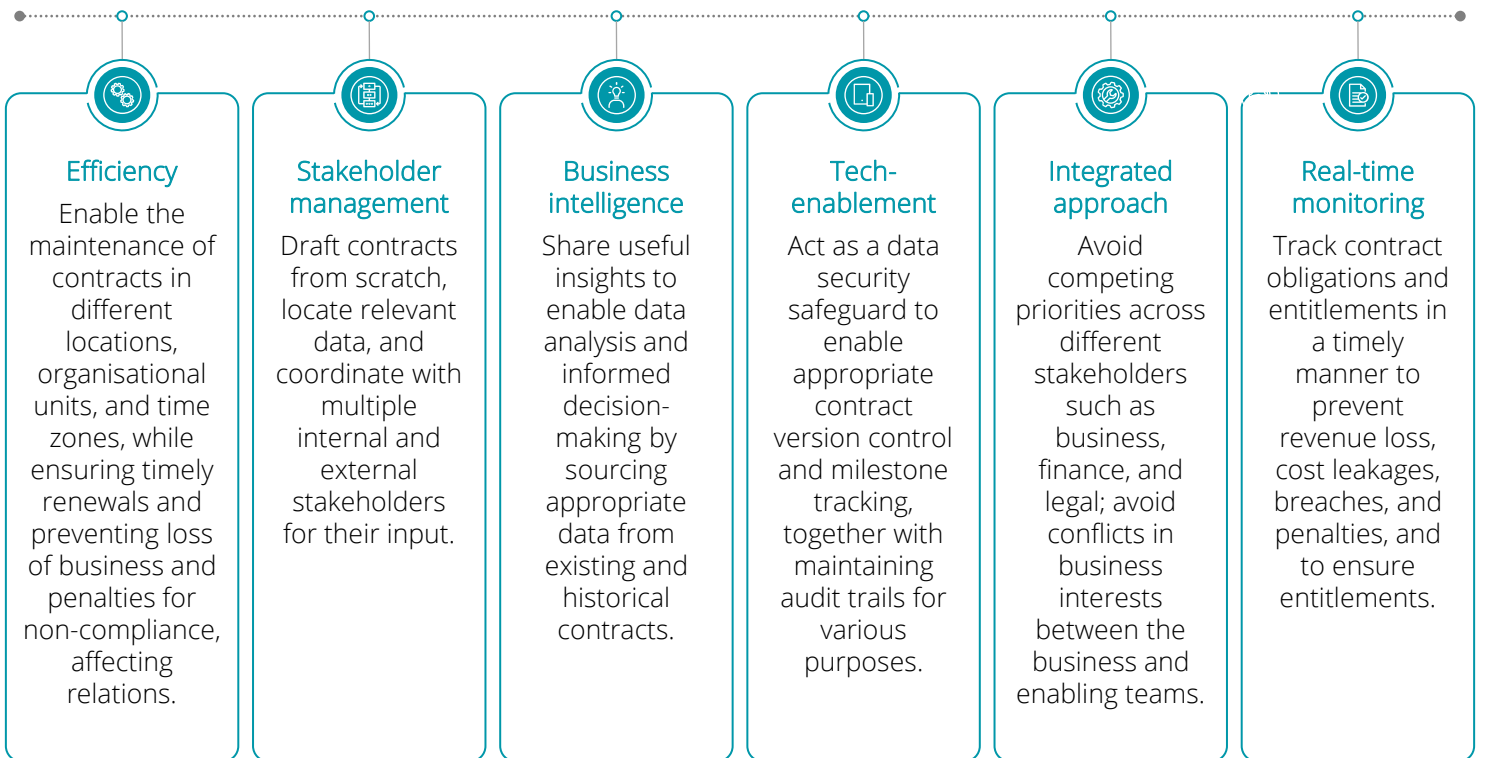 Efficiency
Enable the
maintenance of
contracts in
different
locations,
organisational
units, and time
zones, while
ensuring timely
renewals and
preventing loss
of business and
penalties for
non-compliance,
affecting
relations.
Stakeholder
management
Draft contracts
from scratch,
locate relevant
data, and
coordinate with
multiple
internal and
external
stakeholders
for their input.
Business
intelligence
Share useful
insights to
enable data
analysis and
informed
decision-
making by
sourcing
appropriate
data from
existing and
historical
contracts.
Tech-
enablement
Act as a data
security
safeguard to
enable
appropriate
contract
version control
and milestone
tracking,
together with
maintaining
audit trails for
various
purposes.
Integrated
approach
Avoid
competing
priorities across
different
stakeholders
such as
business,
finance, and
legal; avoid
conflicts in
business
interests
between the
business and
enabling teams.
Real-time
monitoring
Track contract
obligations and
entitlements in
a timely
manner to
prevent
revenue loss,
cost leakages,
breaches, and
penalties, and
to ensure
entitlements.